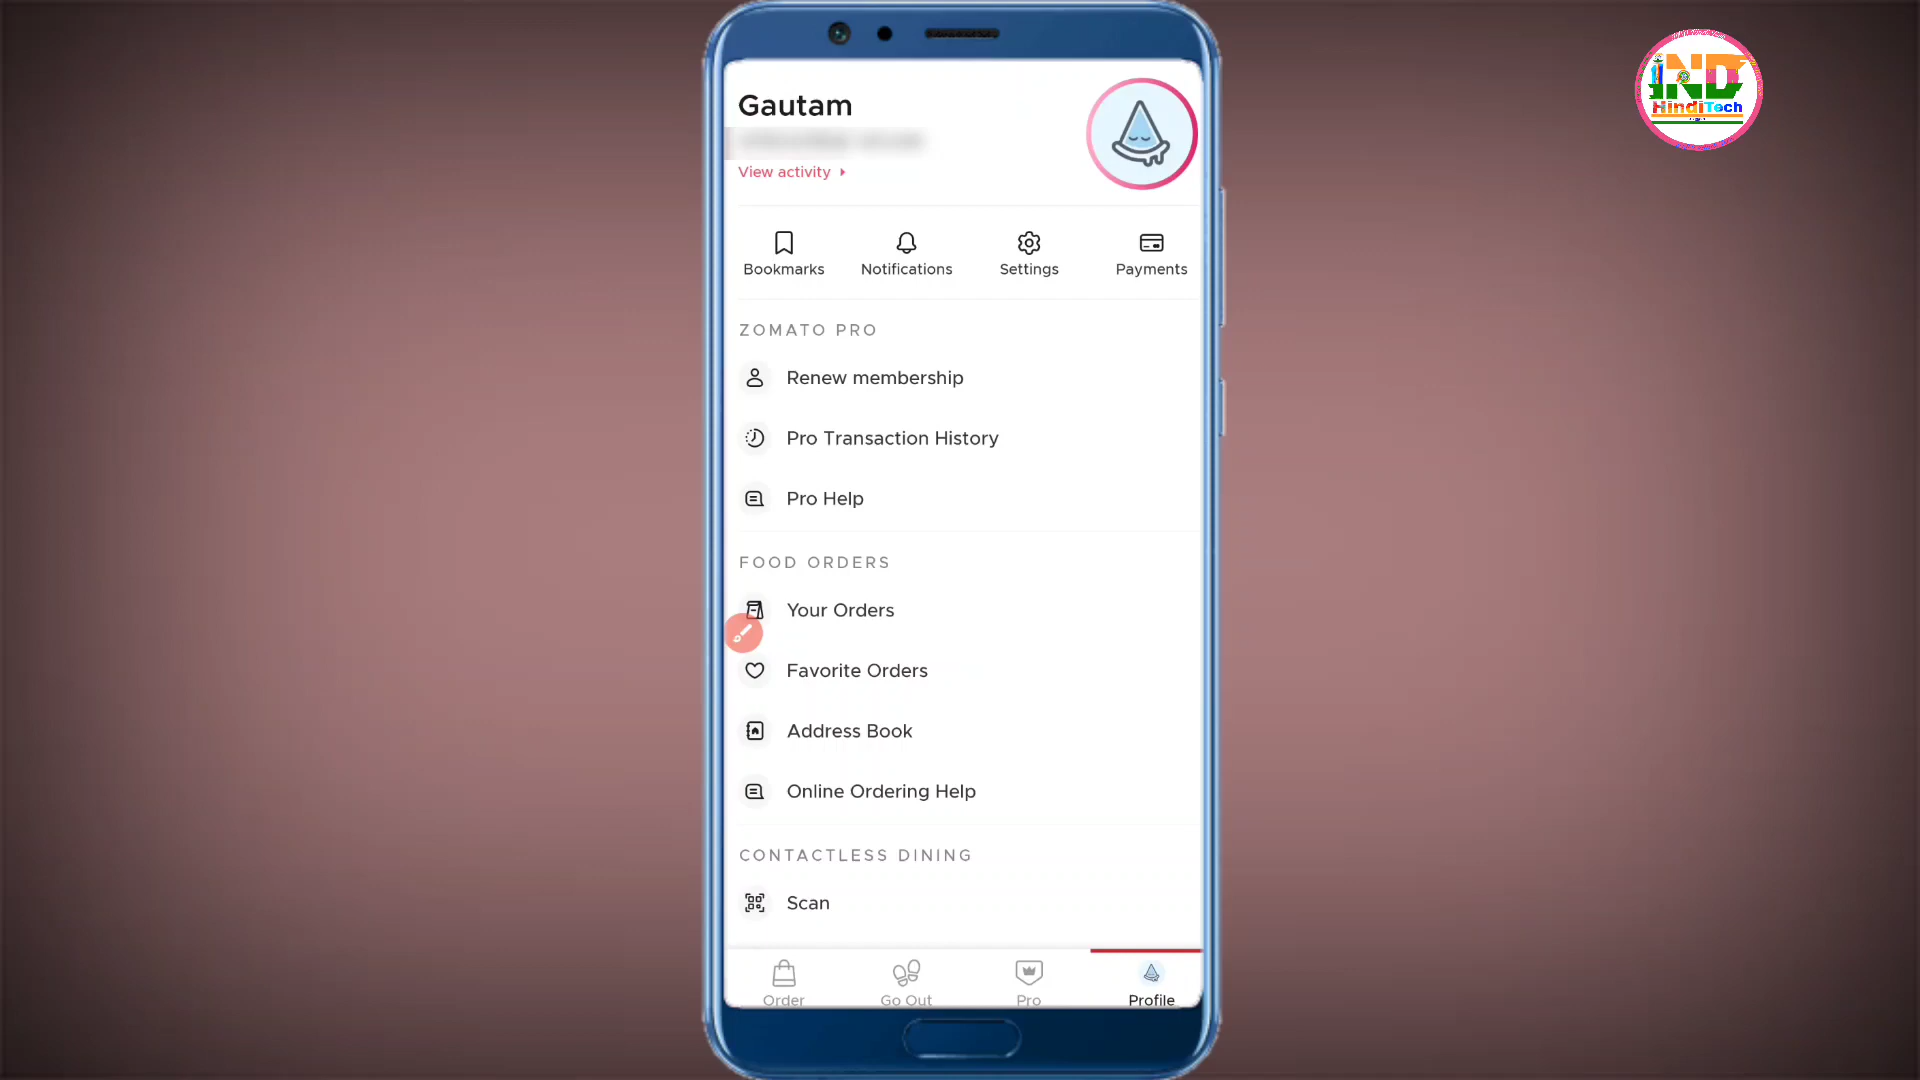 Gautam
View activity
Bookmarks Notifications Settings Payments
ZOMATO PRO
Renew membership
Pro Transaction History
Pro Help
FOOD ORDERS
Your Orders
Favorite Orders
Address Book
Online Ordering Help
CONTACTLESS DINING
Scan
Order Go Out Pro Profile
iND
HindiTech